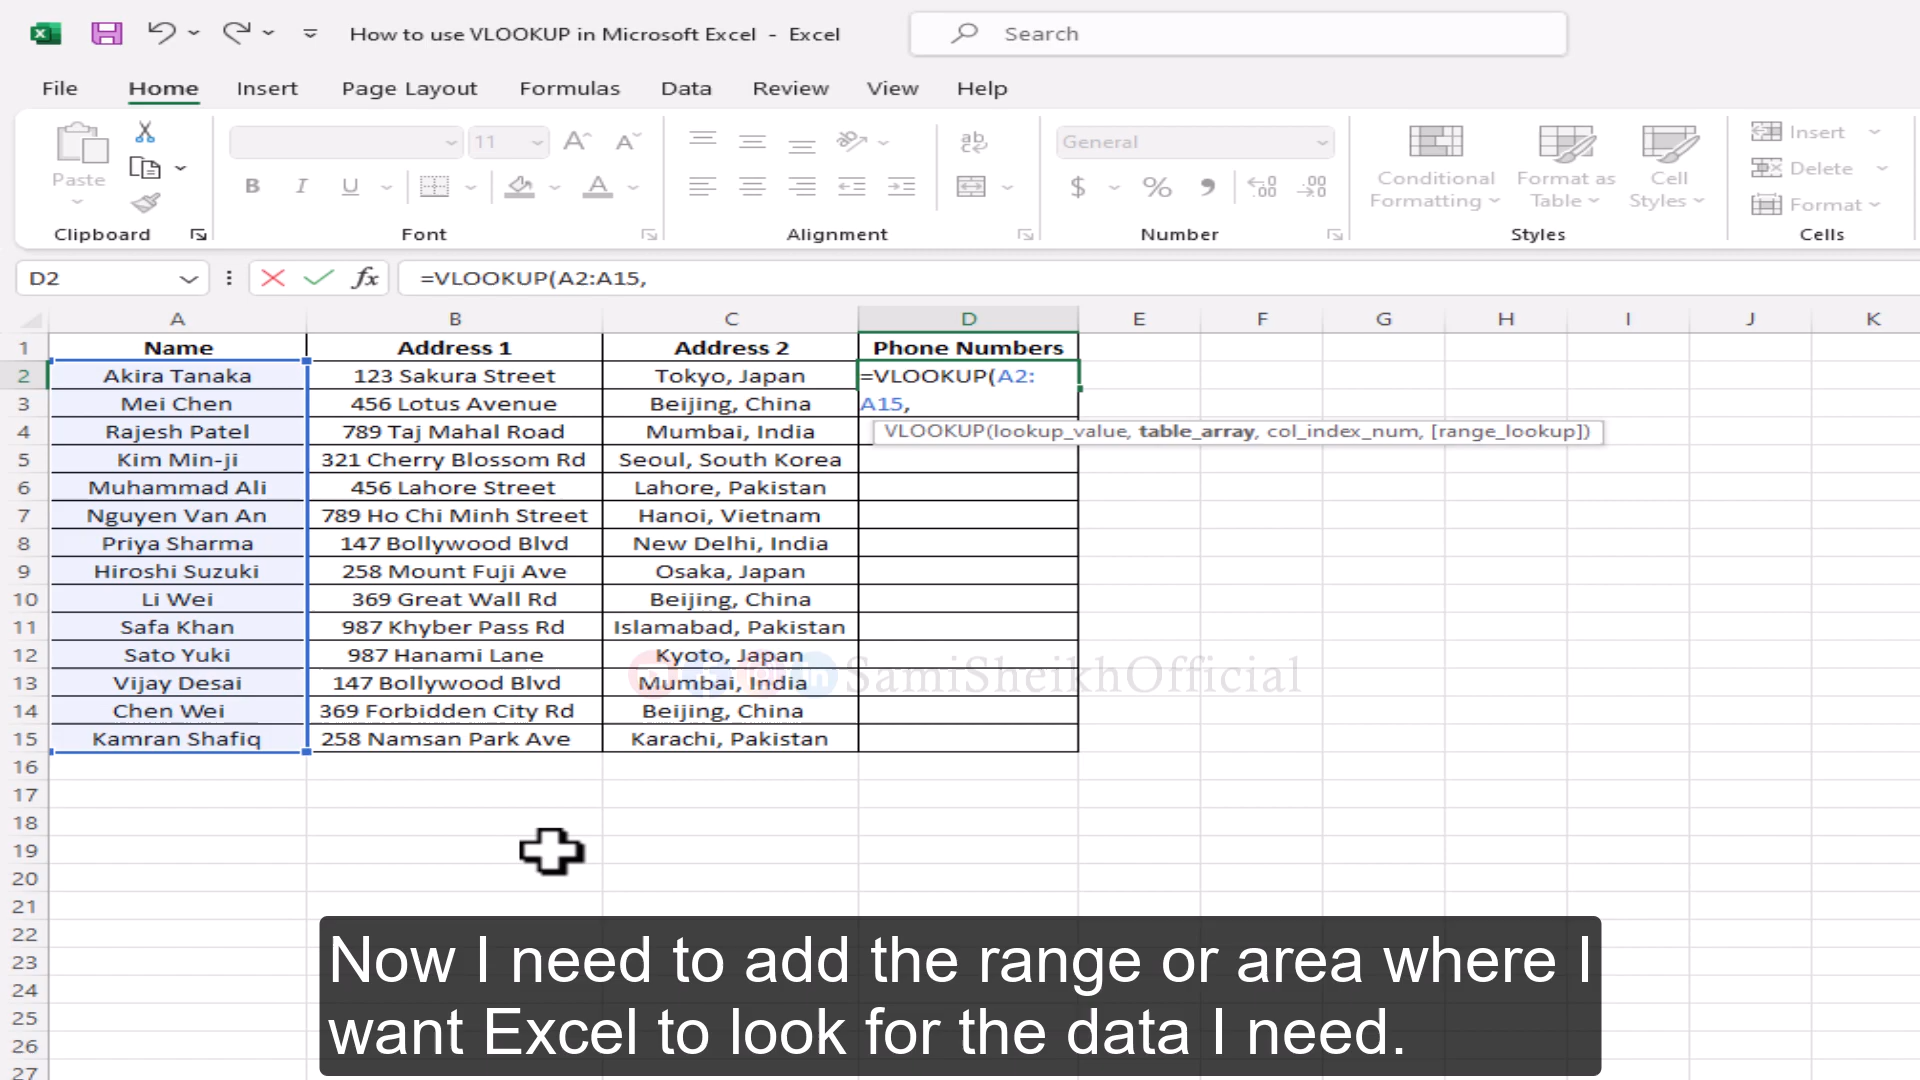 How to use VLOOKUP in Microsoft Excel - Excel
Search
File Home Insert Page Layout Formulas Data Review View Help
Paste
11
General
Conditional Formatting
Format as Table
Cell Styles
Insert
Delete
Format
Clipboard Font Alignment Number Styles Cells
D2 fx =VLOOKUP(A2:A15,
A B C D E F G H I J K
1 Name Address 1 Address 2 Phone Numbers
2 Akira Tanaka 123 Sakura Street Tokyo, Japan =VLOOKUP(A2:
3 Mei Chen 456 Lotus Avenue Beijing, China A15,
4 Rajesh Patel 789 Taj Mahal Road Mumbai, India VLOOKUP(lookup_value, table_array, col_index_num, [range_lookup])
5 Kim Min-ji 321 Cherry Blossom Rd Seoul, South Korea
6 Muhammad Ali 456 Lahore Street Lahore, Pakistan
7 Nguyen Van An 789 Ho Chi Minh Street Hanoi, Vietnam
8 Priya Sharma 147 Bollywood Blvd New Delhi, India
9 Hiroshi Suzuki 258 Mount Fuji Ave Osaka, Japan
10 Li Wei 369 Great Wall Rd Beijing, China
11 Safa Khan 987 Khyber Pass Rd Islamabad, Pakistan
12 Sato Yuki 987 Hanami Lane Kyoto, Japan
SamiSheikhOfficial
13 Vijay Desai 147 Bollywood Blvd Mumbai, India
14 Chen Wei 369 Forbidden City Rd Beijing, China
15 Kamran Shafiq 258 Namsan Park Ave Karachi, Pakistan
16
17
18
19
20
21
22
23
24
25
26
27
Now I need to add the range or area where I
want Excel to look for the data I need.